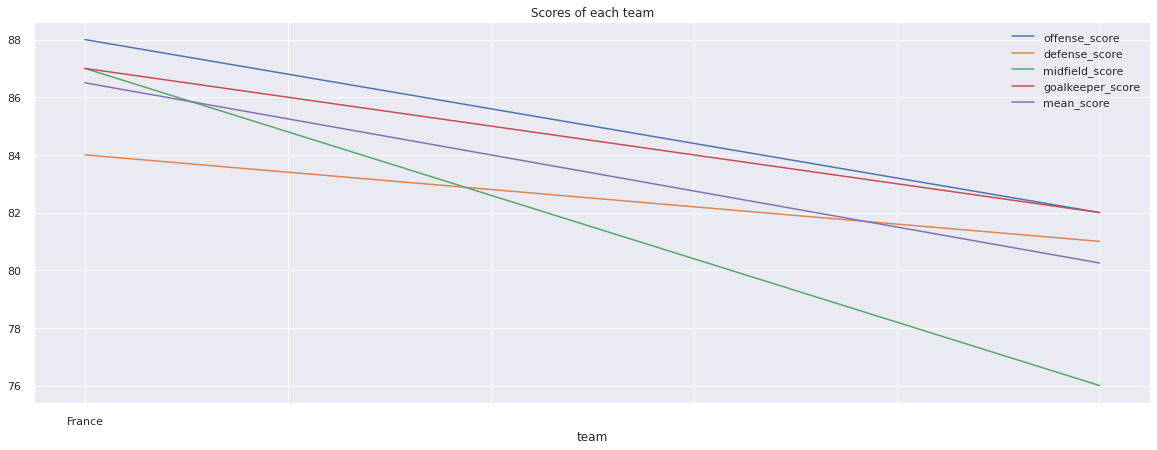 Scores of each team
88
86
84
82
80
78
76
offense_score
defense_score
midfield_score
goalkeeper_score
mean_score
France
team